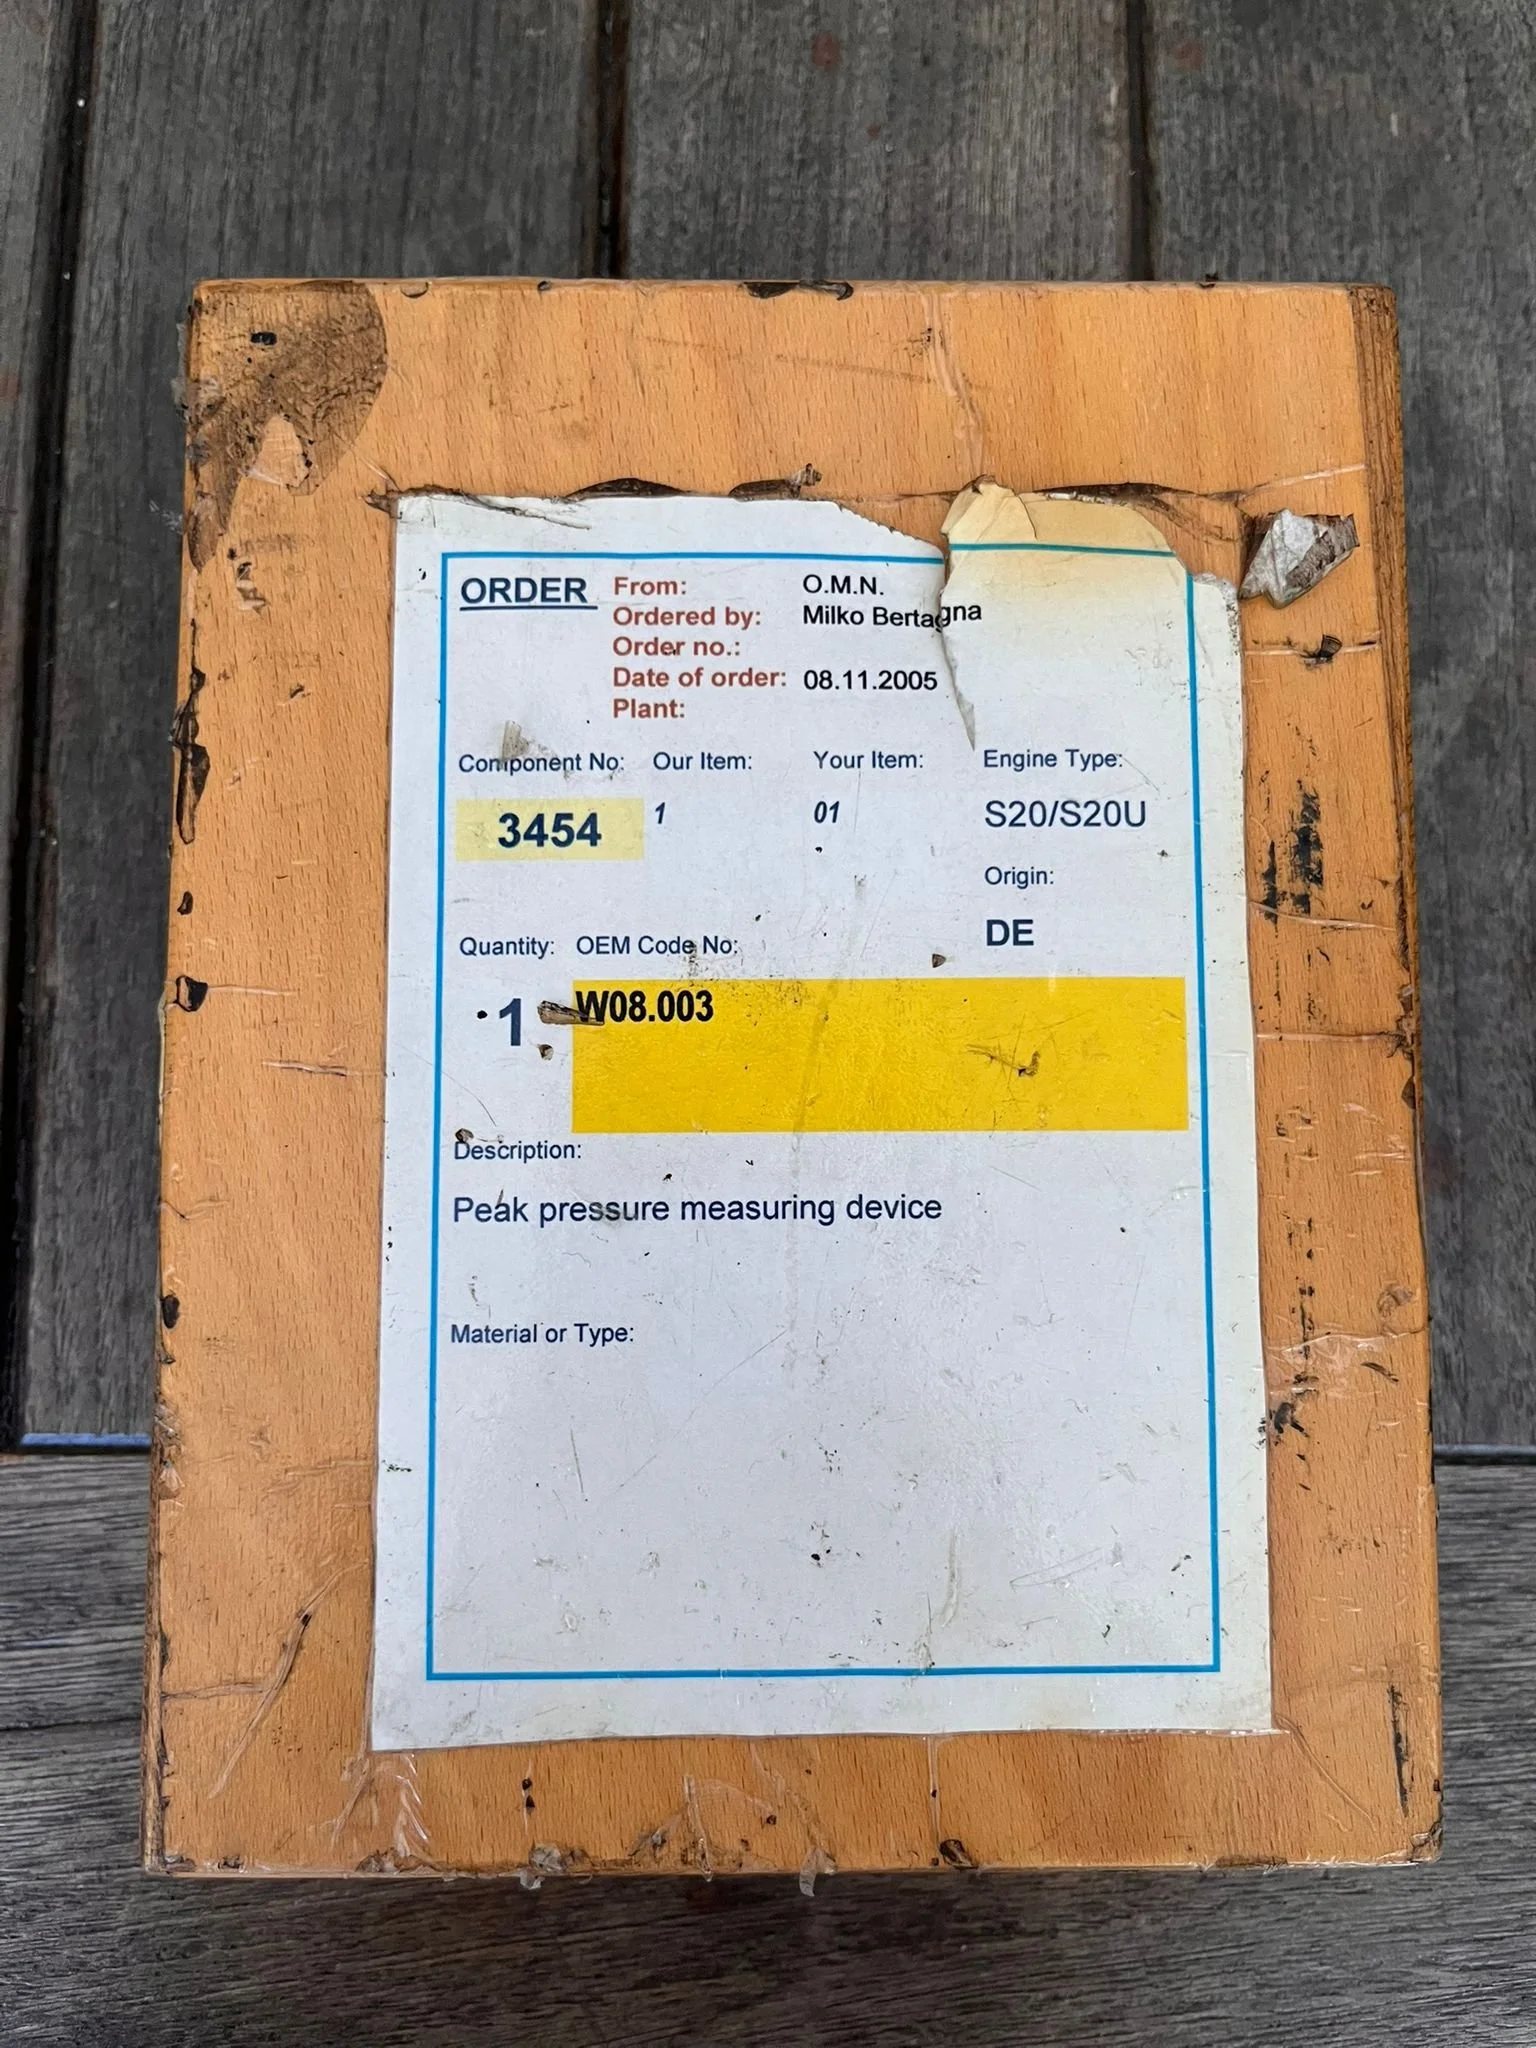 ORDER From: O.M.N.
Ordered by: Milko Bertagna
Order no.:
Date of order: 08.11.2005
Plant:
Component No: Our Item: Your Item: Engine Type:
3454 1 01 S20/S20U
Origin:
DE
Quantity: OEM Code No:
1 W08.003
Description:
Peak pressure measuring device
Material or Type: